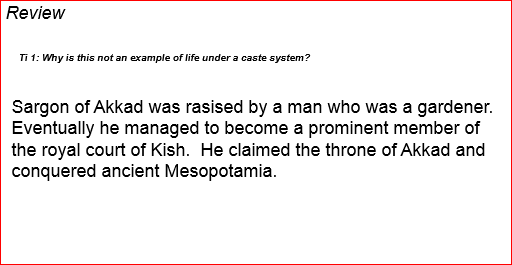 Review
Ti 1: Why is this not an example of life under a caste system?
Sargon of Akkad was rasised by a man who was a gardener.
Eventually he managed to become a prominent member of
the royal court of Kish.  He claimed the throne of Akkad and
conquered ancient Mesopotamia.